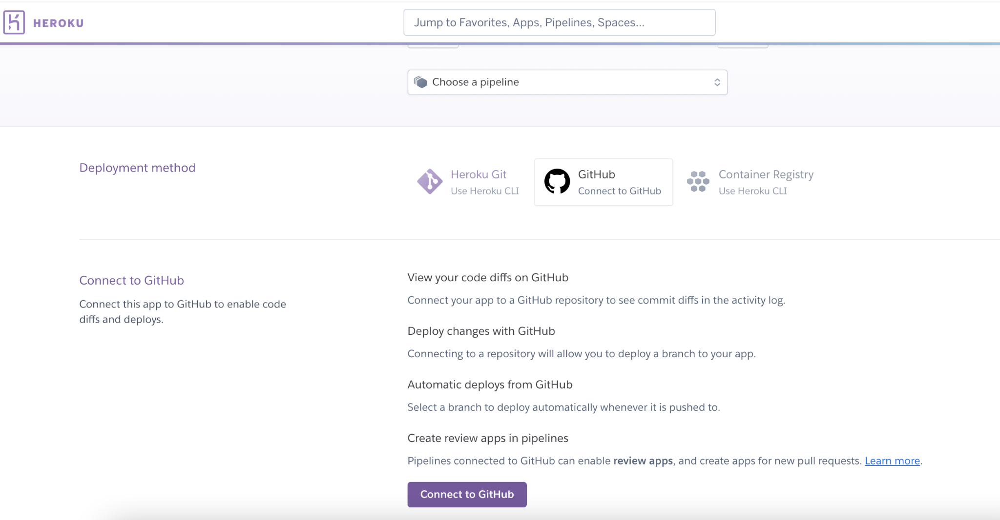 HEROKU
Jump to Favorites, Apps, Pipelines, Spaces...
Choose a pipeline
Deployment method
Heroku Git
Use Heroku CLI
GitHub
Connect to GitHub
Container Registry
Use Heroku CLI
Connect to GitHub
Connect this app to GitHub to enable code
diffs and deploys.
View your code diffs on GitHub
Connect your app to a GitHub repository to see commit diffs in the activity log.
Deploy changes with GitHub
Connecting to a repository will allow you to deploy a branch to your app.
Automatic deploys from GitHub
Select a branch to deploy automatically whenever it is pushed to.
Create review apps in pipelines
Pipelines connected to GitHub can enable review apps, and create apps for new pull requests. Learn more.
Connect to GitHub